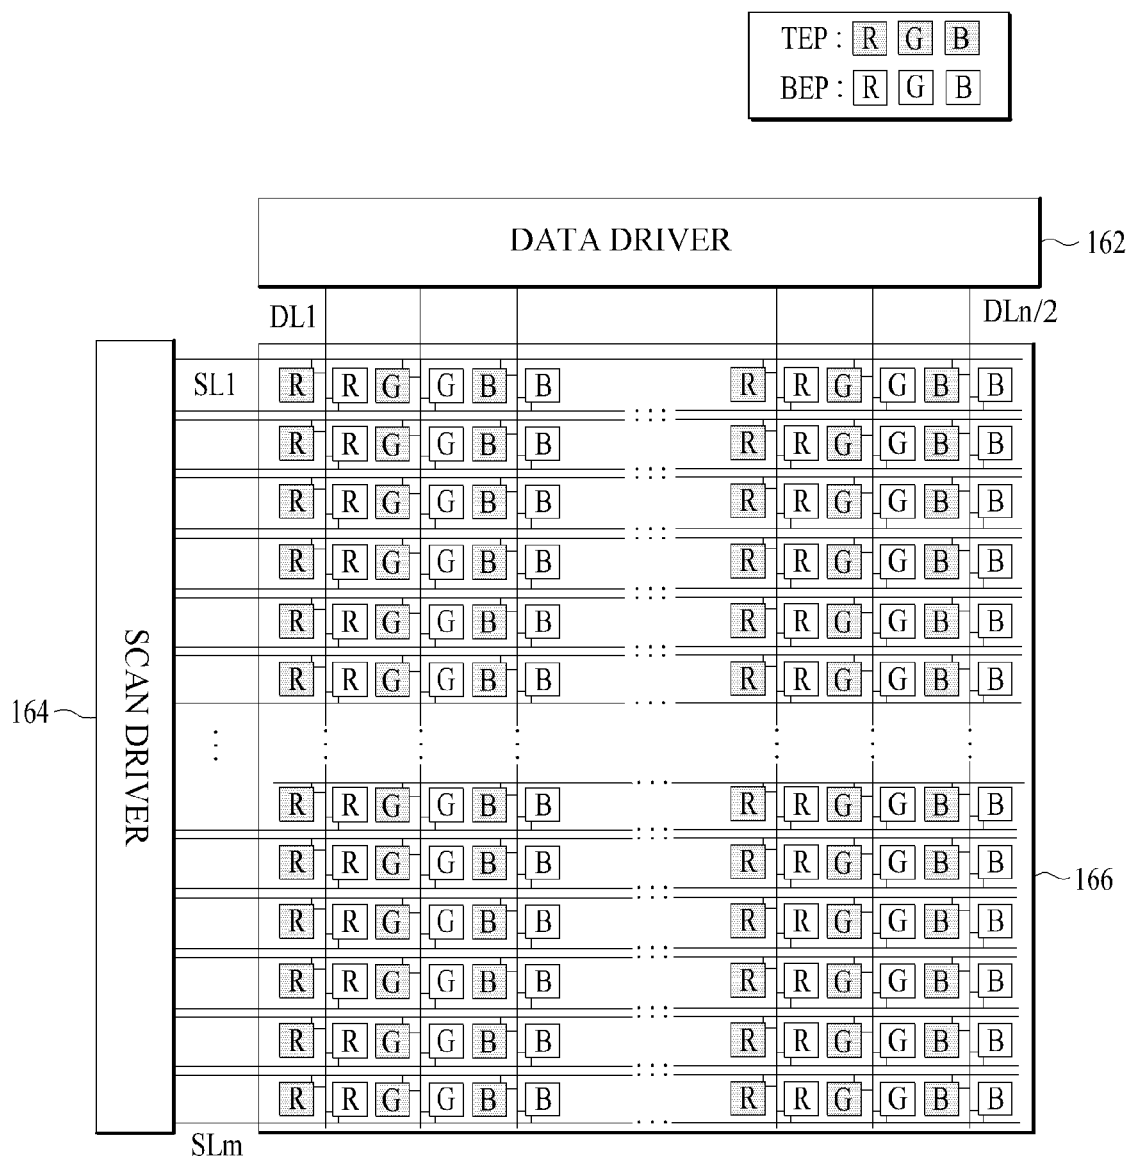 TEP : R G B
BEP : R G B
DATA DRIVER
162
DL1
DLn/2
SL1
R R G G B B ... R R G G B B
R R G G B B ... R R G G B B
R R G G B B ... R R G G B B
R R G G B B ... R R G G B B
R R G G B B ... R R G G B B
R R G G B B ... R R G G B B
SCAN DRIVER
164
R R G G B B ... R R G G B B
R R G G B B ... R R G G B B
166
R R G G B B ... R R G G B B
R R G G B B ... R R G G B B
R R G G B B ... R R G G B B
R R G G B B ... R R G G B B
SLm